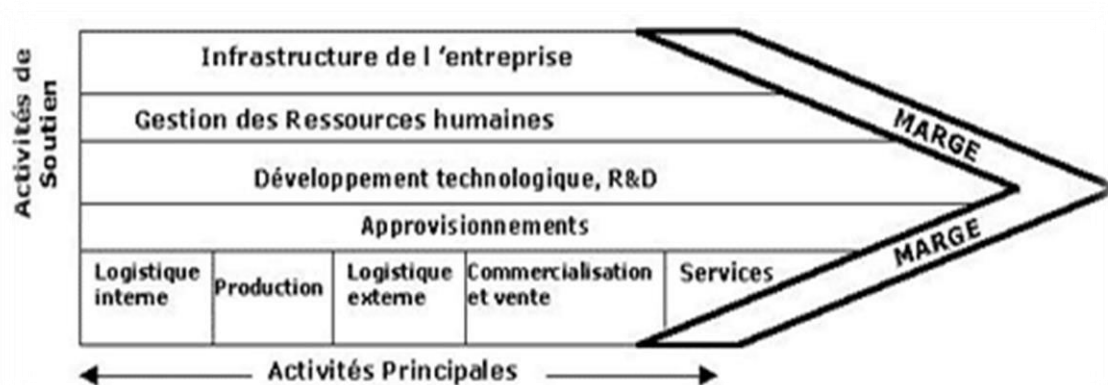 Activités de
Soutien
Infrastructure de l 'entreprise
Gestion des Ressources humaines
Développement technologique, R&D
Approvisionnements
Logistique
interne
Production
Logistique
externe
Commercialisation
et vente
Services
MARGE
MARGE
Activités Principales